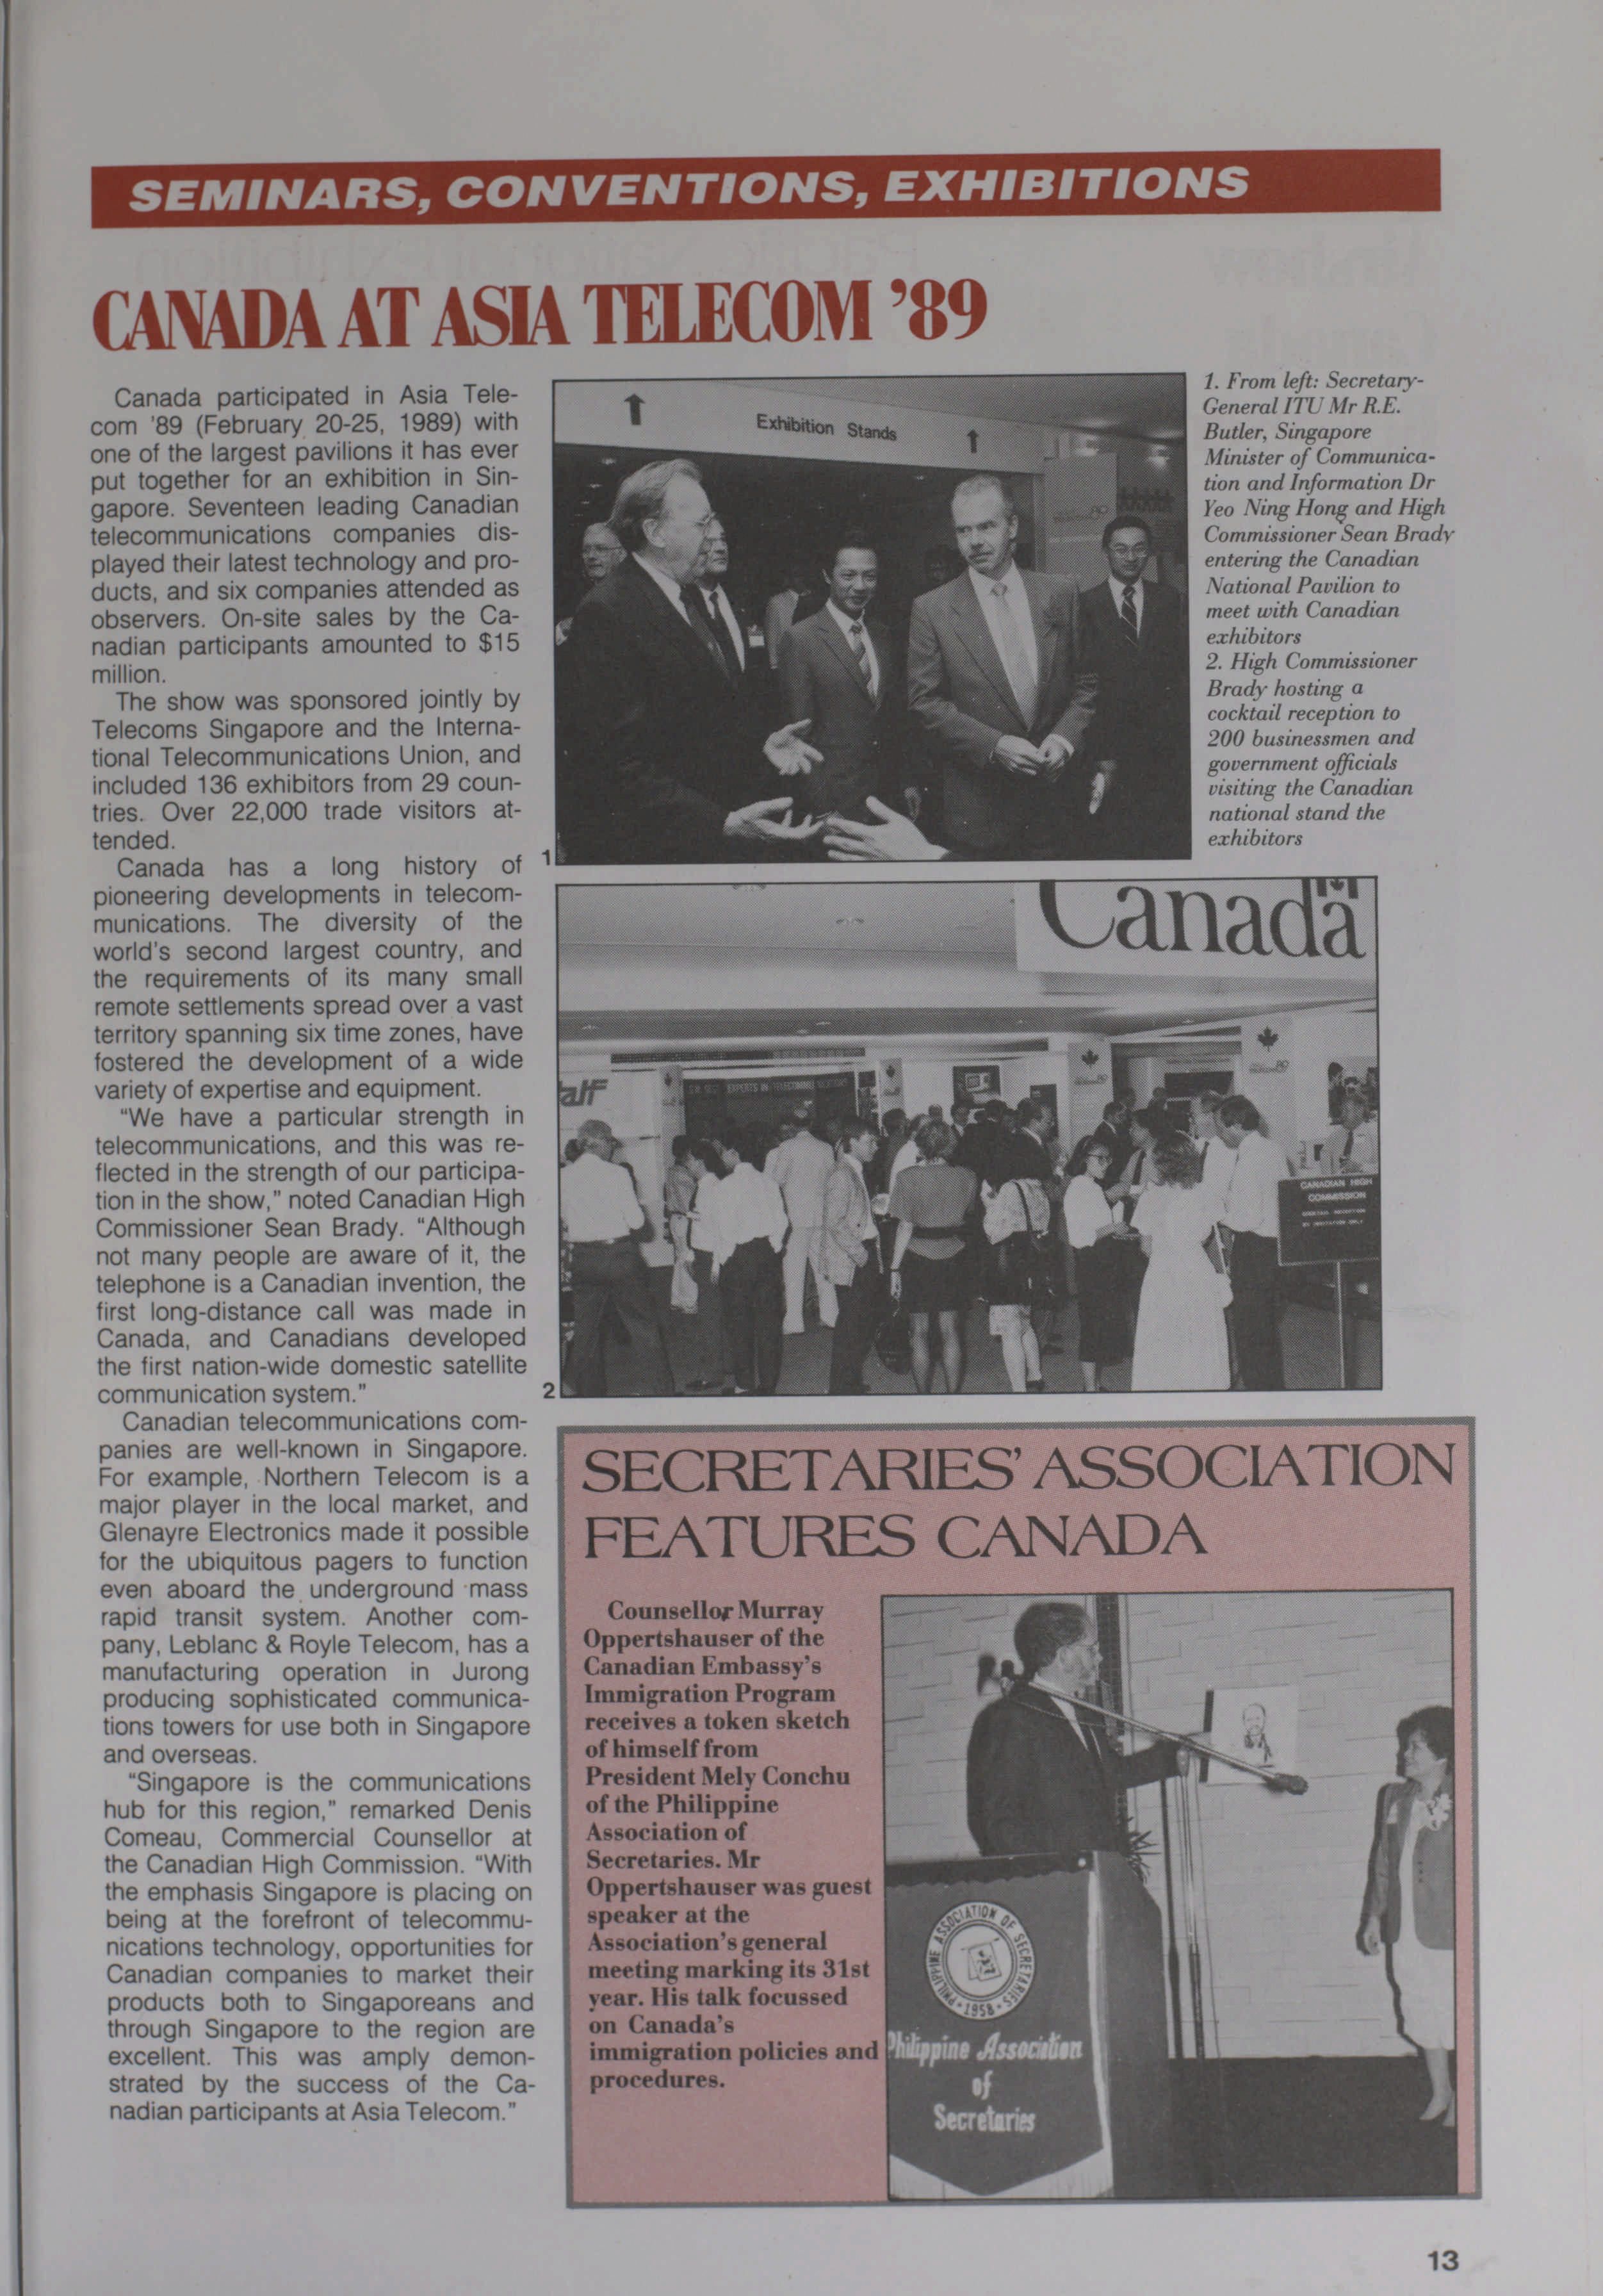 SEMINARS, CONVENTIONS, EXHIBITIONS
CANADA AT ASIA TELECOM ’89
Canada participated in Asia Tele-
com '89 (February 20-25, 1989) with
one of the largest pavilions it has ever
put together for an exhibition in Sin-
gapore. Seventeen leading Canadian
telecommunications companies dis-
played their latest technology and pro-
ducts, and six companies attended as
observers. On-site sales by the Ca-
nadian participants amounted to $15
million.
The show was sponsored jointly by
Telecoms Singapore and the Interna-
tional Telecommunications Union, and
included 136 exhibitors from 29 coun-
tries. Over 22,000 trade visitors at-
tended.
Canada has a long history of
pioneering developments in telecom-
munications. The diversity of the
world's second largest country, and
the requirements of its many small
remote settlements spread over a vast
territory spanning six time zones, have
fostered the development of a wide
variety of expertise and equipment.
"We have a particular strength in
telecommunications, and this was re-
flected in the strength of our participa-
tion in the show," noted Canadian High
Commissioner Sean Brady. "Although
not many people are aware of it, the
telephone is a Canadian invention, the
first long-distance call was made in
Canada, and Canadians developed
the first nation-wide domestic satellite
communication system."
Canadian telecommunications com-
panies are well-known in Singapore.
For example, Northern Telecom is a
major player in the local market, and
Glenayre Electronics made it possible
for the ubiquitous pagers to function
even aboard the underground mass
rapid transit system. Another com-
pany, Leblanc & Royle Telecom, has a
manufacturing operation in Jurong
producing sophisticated communica-
tions towers for use both in Singapore
and overseas.
"Singapore is the communications
hub for this region," remarked Denis
Comeau, Commercial Counsellor at
the Canadian High Commission. "With
the emphasis Singapore is placing on
being at the forefront of telecommu-
nications technology, opportunities for
Canadian companies to market their
products both to Singaporeans and
through Singapore to the region are
excellent. This was amply demon-
strated by the success of the Ca-
nadian participants at Asia Telecom."
Exhibition Stands
1
1. From left: Secretary-
General ITU Mr R.E.
Butler, Singapore
Minister of Communica-
tion and Information Dr
Yeo Ning Hong and High
Commissioner Sean Brady
entering the Canadian
National Pavilion to
meet with Canadian
exhibitors
2. High Commissioner
Brady hosting a
cocktail reception to
200 businessmen and
government officials
visiting the Canadian
national stand the
exhibitors
Canada
EXPERTS IN
CANADIAN HIGH
COMMISSION
COCKTAIL RECEPTION
BY INVITATION ONLY
2
SECRETARIES’ ASSOCIATION
FEATURES CANADA
Counsellor Murray
Oppertshauser of the
Canadian Embassy’s
Immigration Program
receives a token sketch
of himself from
President Mely Conchu
of the Philippine
Association of
Secretaries. Mr
Oppertshauser was guest
speaker at the
Association’s general
meeting marking its 31st
year. His talk focussed
on Canada’s
immigration policies and
procedures.
PHILIPPINE ASSOCIATION OF SECRETARIES
1958
Philippine Association
of
Secretaries
13